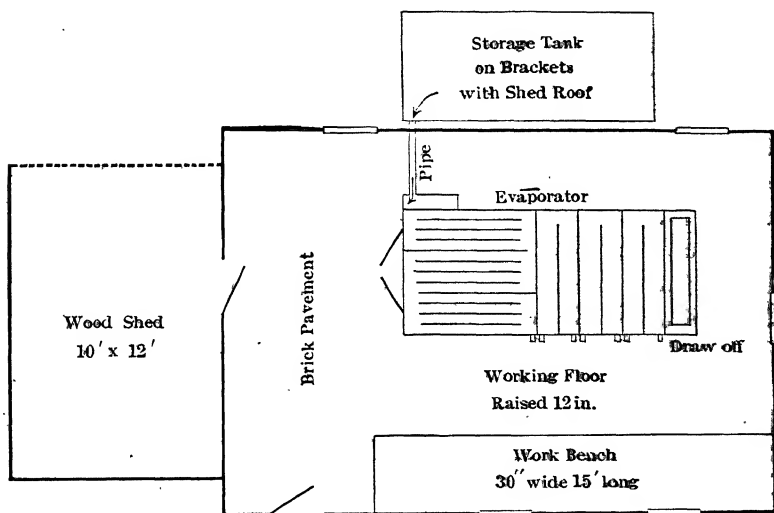 Storage Tank
on Brackets
with Shed Roof
Pipe
Evaporator
Brick Pavement
Wood Shed
10' x 12'
Draw off
Working Floor
Raised 12 in.
Work Bench
30" wide 15' long